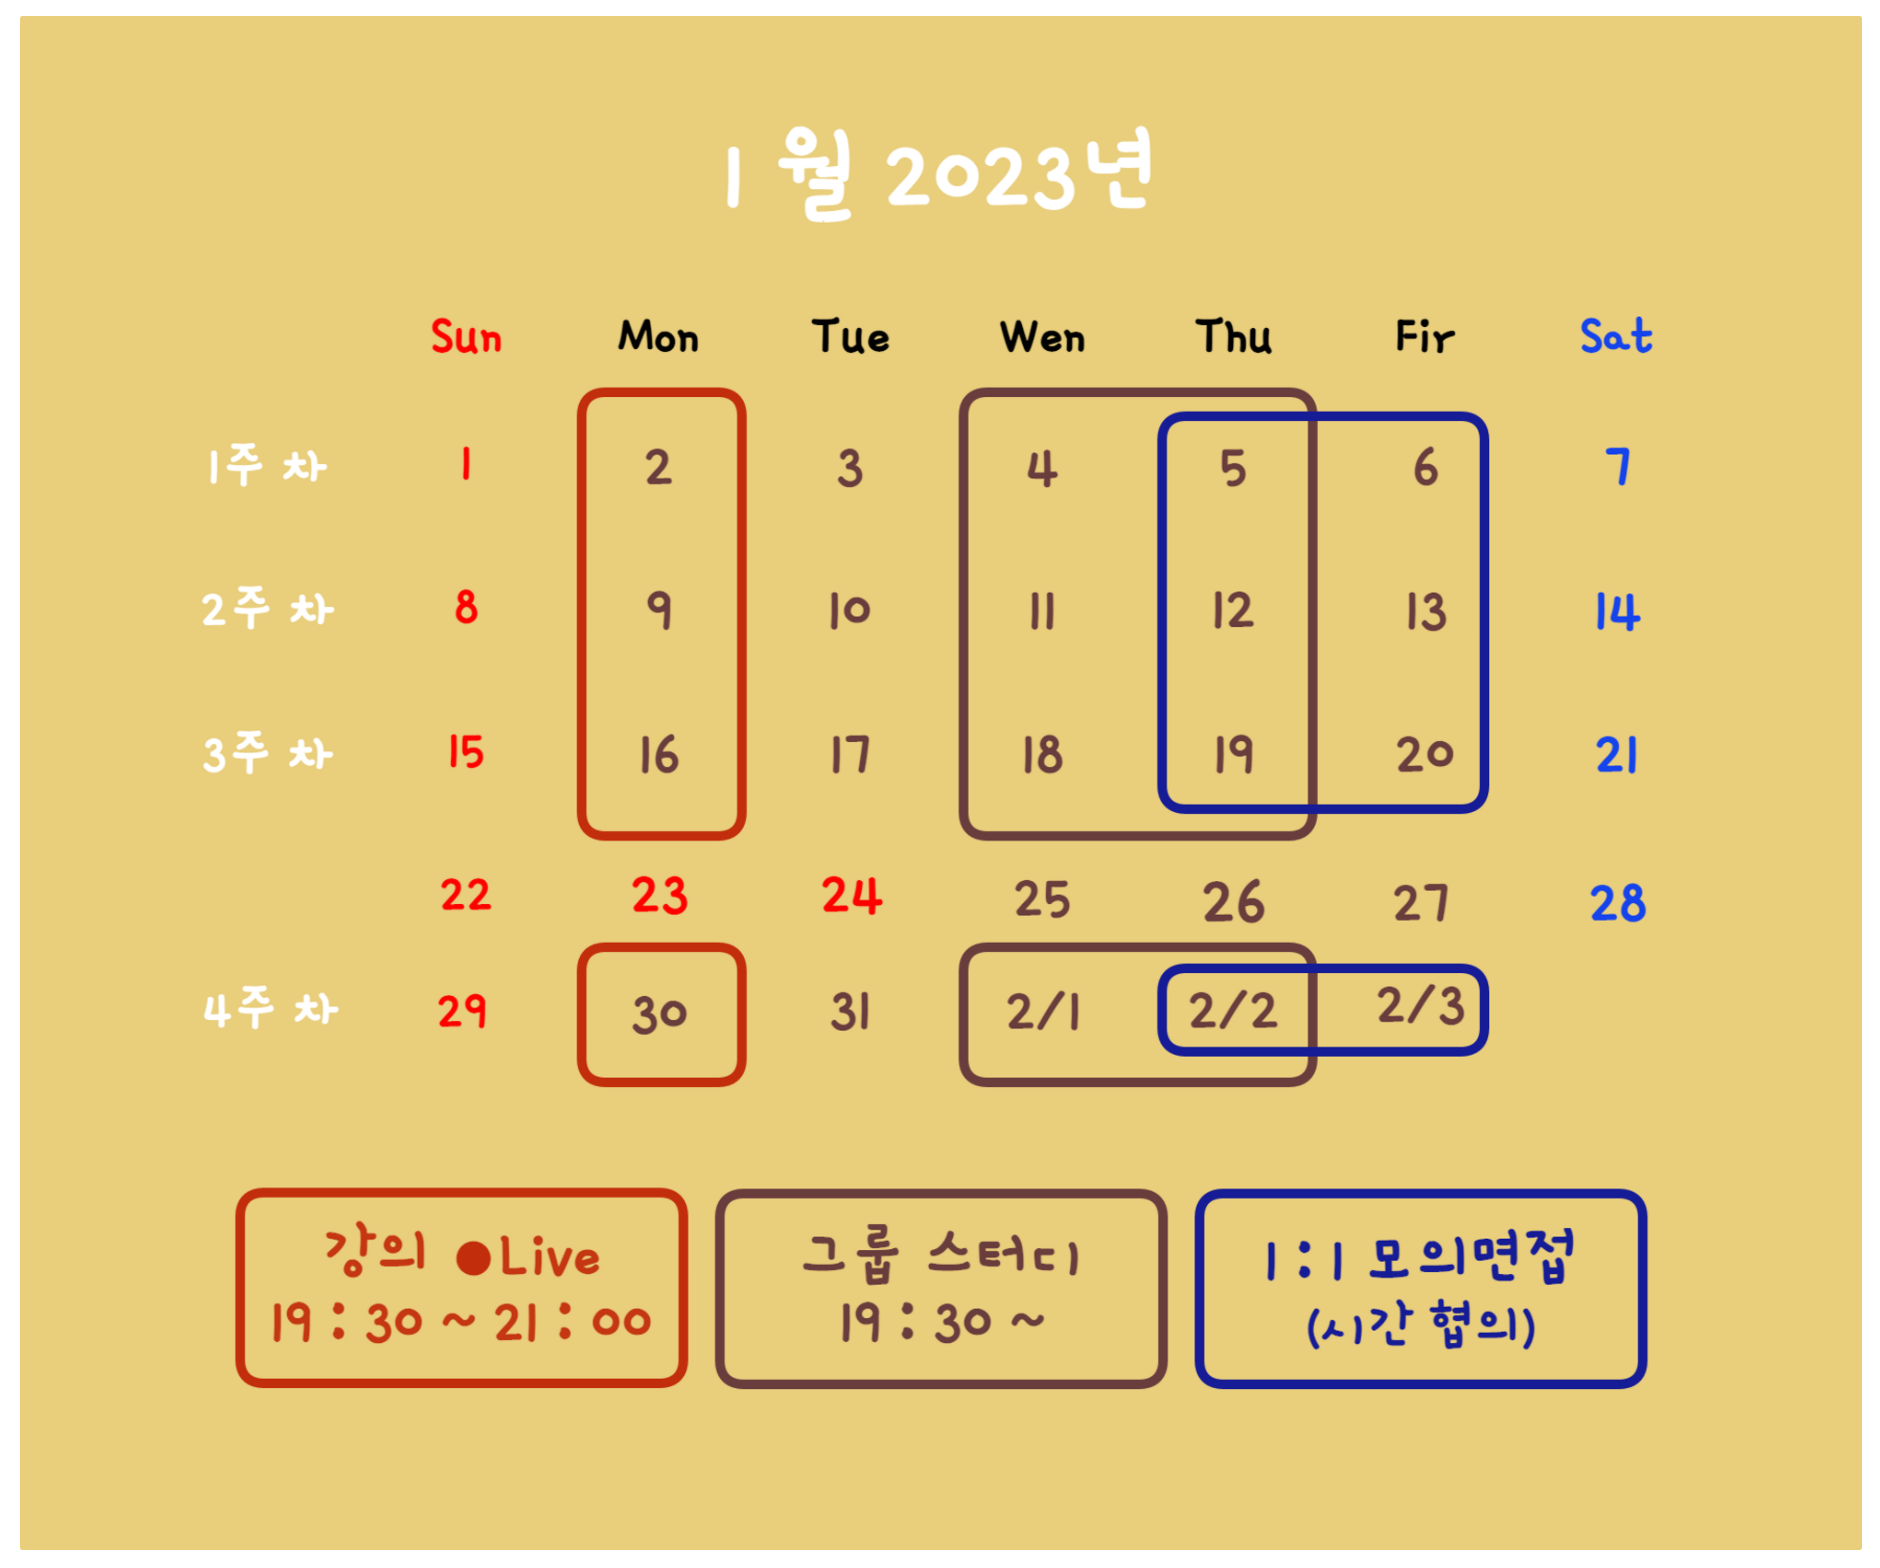 1 월 2023년
Sun Mon Tue Wen Thu Fir Sat
1주 차 1 2 3 4 5 6 7
2주 차 8 9 10 11 12 13 14
3주 차 15 16 17 18 19 20 21
22 23 24 25 26 27 28
4주 차 29 30 31 2/1 2/2 2/3
강의 ●Live
19 : 30 ~ 21 : 00
그룹 스터디
19 : 30 ~
1 : 1 모의면접
(시간 협의)